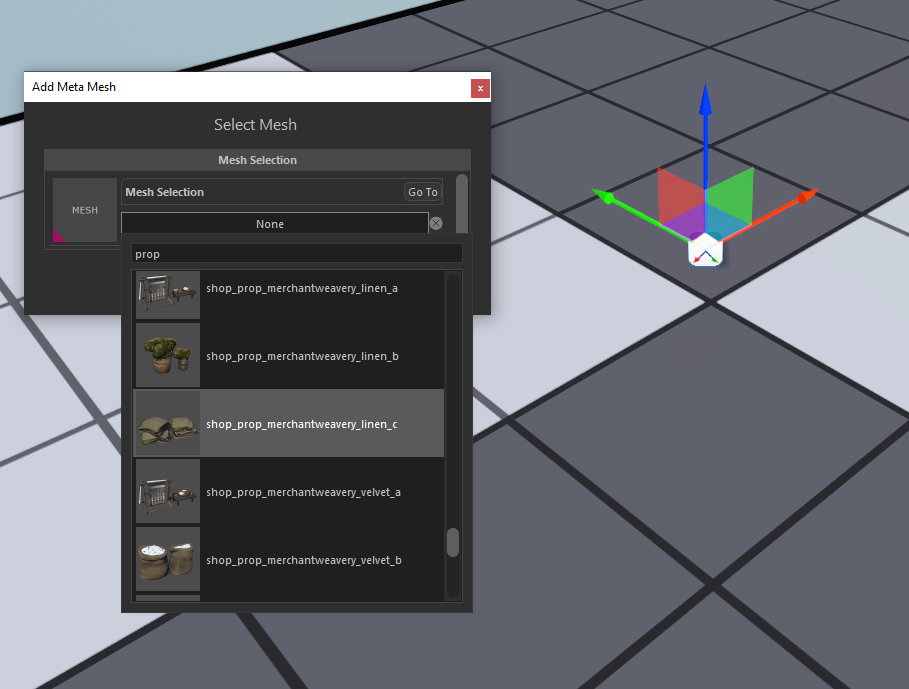 Add Meta Mesh
x
Select Mesh
Mesh Selection
MESH
Mesh Selection
Go To
None
prop
shop_prop_merchantweavery_linen_a
shop_prop_merchantweavery_linen_b
shop_prop_merchantweavery_linen_c
shop_prop_merchantweavery_velvet_a
shop_prop_merchantweavery_velvet_b